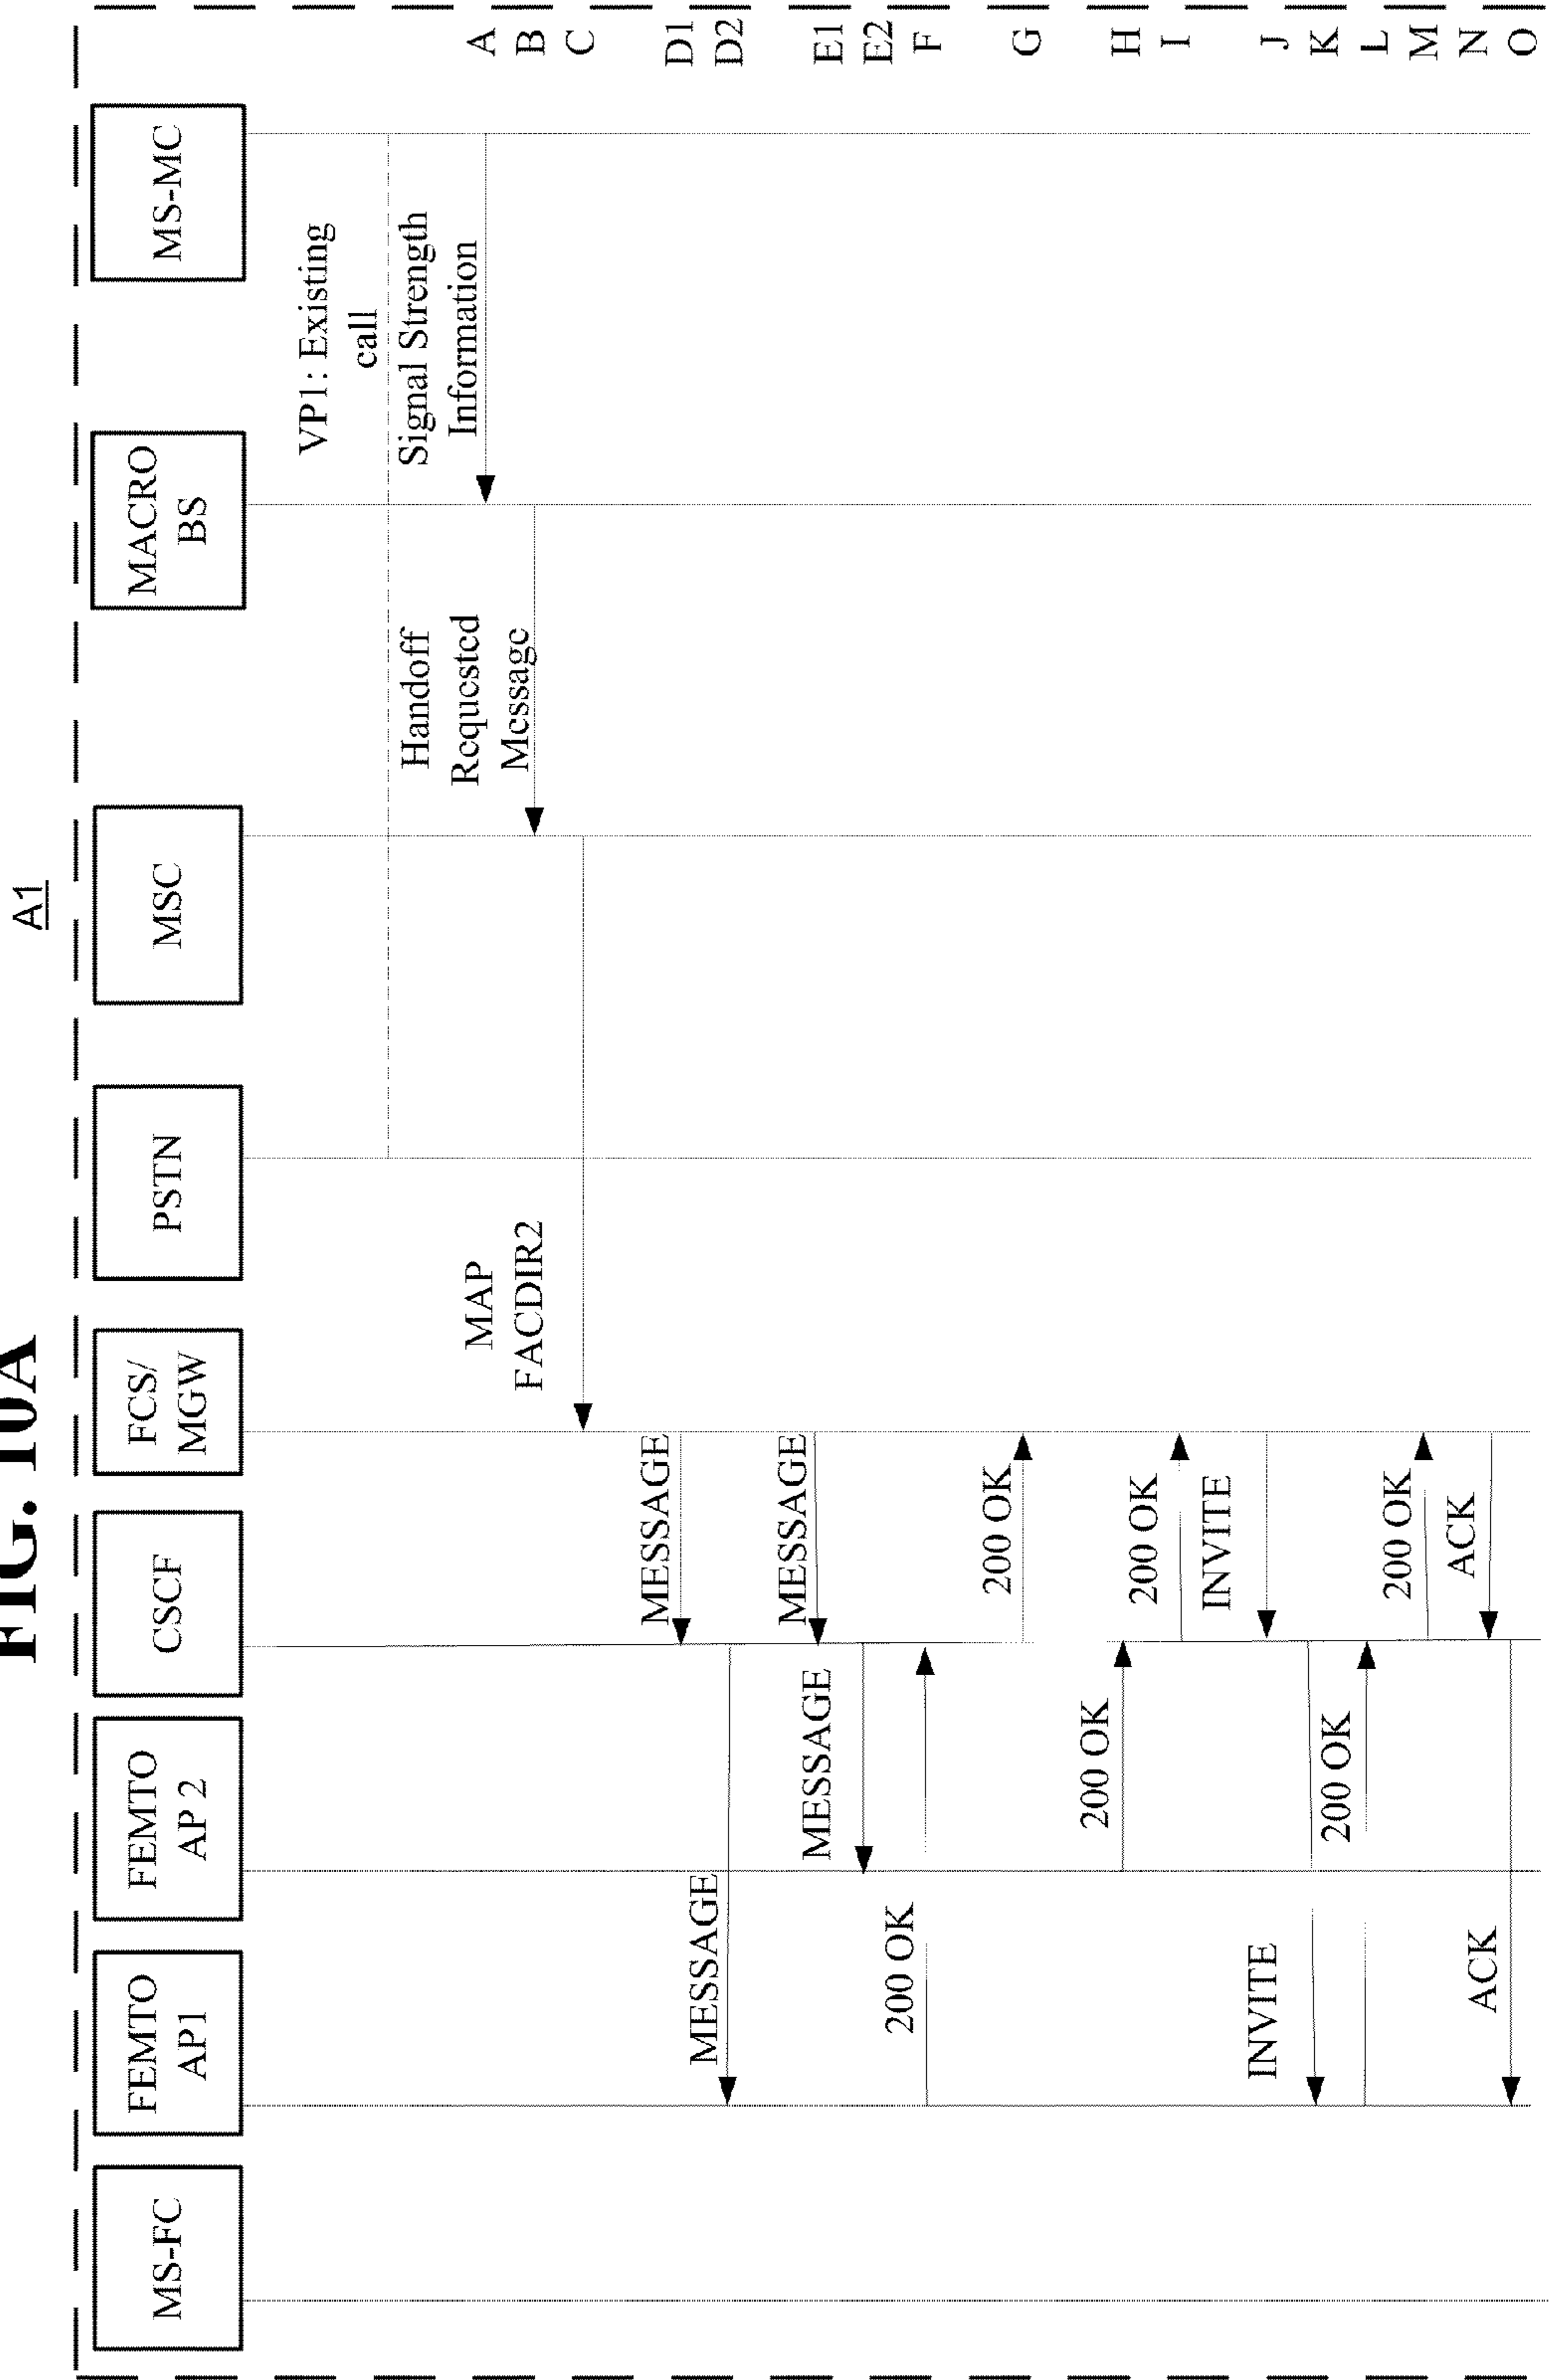 FIG. 10A
A1
MS-FC
FEMTO
AP1
FEMTO
AP 2
CSCF
FCS/
MGW
PSTN
MSC
MACRO
BS
MS-MC
VP1: Existing
call
Signal Strength
Information
A
Handoff
Requested
Message
B
MAP
FACDIR2
C
MESSAGE
D1
MESSAGE
D2
MESSAGE
E1
MESSAGE
E2
200 OK
F
200 OK
G
200 OK
H
200 OK
I
INVITE
J
INVITE
K
200 OK
L
200 OK
M
ACK
N
ACK
O